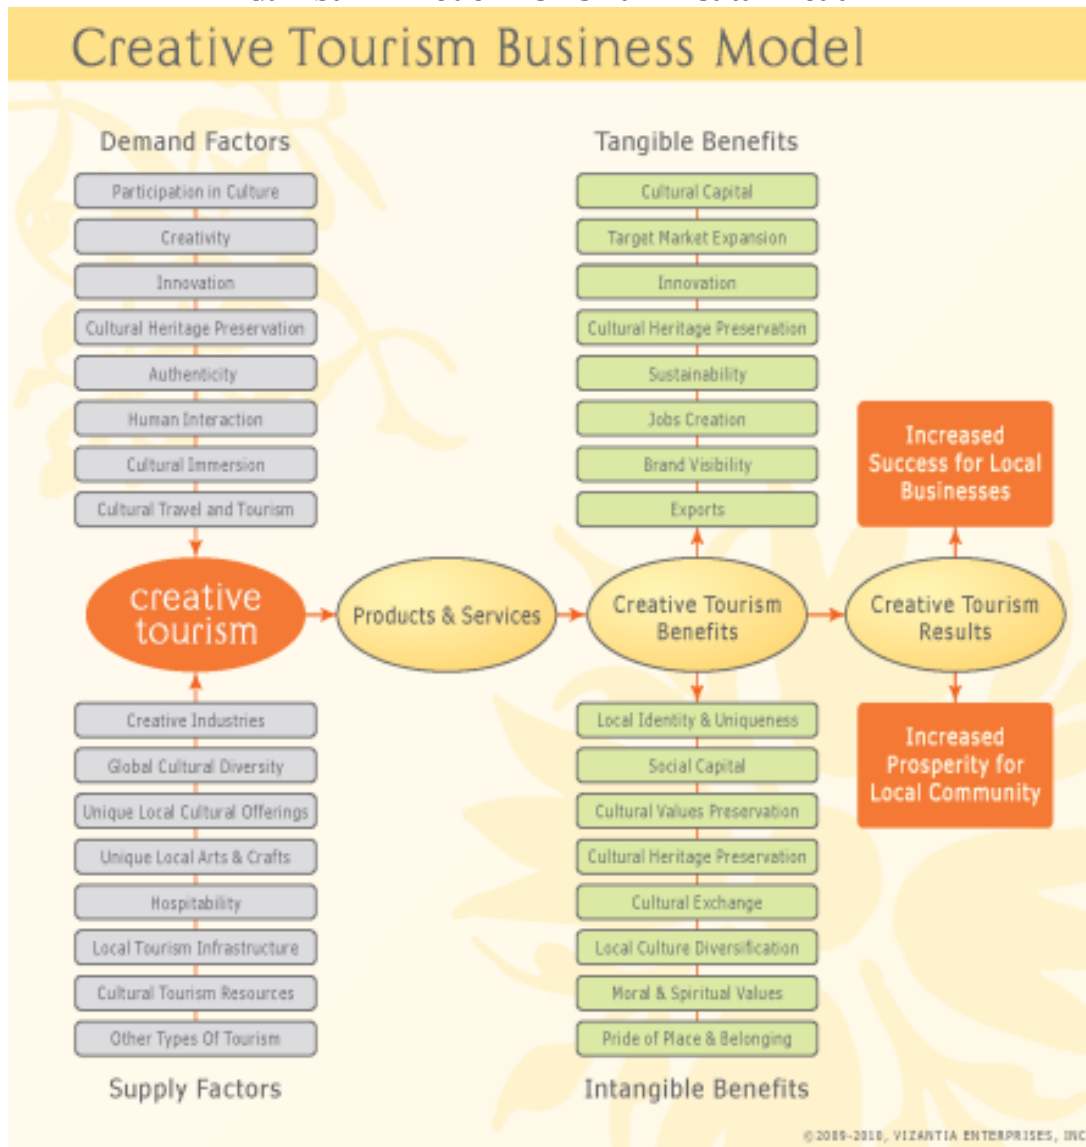 Creative Tourism Business Model
Demand Factors
Participation in Culture
Creativity
Innovation
Cultural Heritage Preservation
Authenticity
Human Interaction
Cultural Immersion
Cultural Travel and Tourism
Tangible Benefits
Cultural Capital
Target Market Expansion
Innovation
Cultural Heritage Preservation
Sustainability
Jobs Creation
Brand Visibility
Exports
Increased
Success for Local
Businesses
creative
tourism
Products & Services
Creative Tourism
Benefits
Creative Tourism
Results
Creative Industries
Global Cultural Diversity
Unique Local Cultural Offerings
Unique Local Arts & Crafts
Hospitability
Local Tourism Infrastructure
Cultural Tourism Resources
Other Types Of Tourism
Supply Factors
Local Identity & Uniqueness
Social Capital
Cultural Values Preservation
Cultural Heritage Preservation
Cultural Exchange
Local Culture Diversification
Moral & Spiritual Values
Pride of Place & Belonging
Intangible Benefits
Increased
Prosperity for
Local Community
©2009-2010, VIZANTIA ENTERPRISES, INC